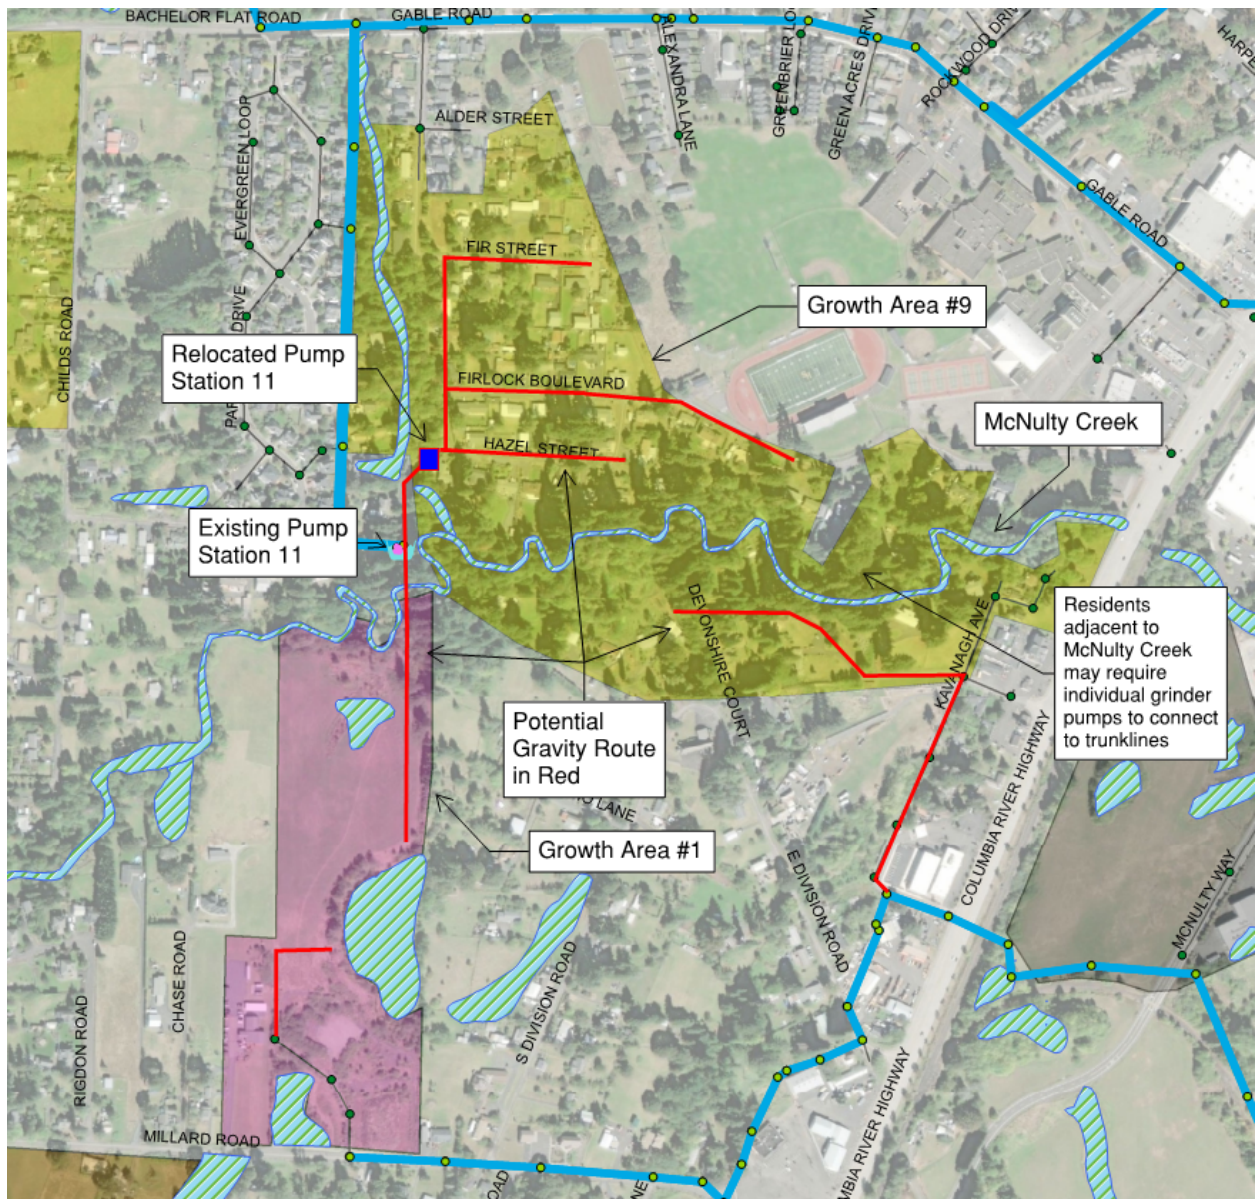 BACHELOR FLAT ROAD
GABLE ROAD
ALEXANDRA LANE
GREEN ACRES DRIVE
ROCKWOOD DRIVE
ALDER STREET
EVERGREEN LOOP
GABLE ROAD
FIR STREET
Growth Area #9
CHILDS ROAD
DRIVE
Relocated Pump
Station 11
FIRLOCK BOULEVARD
McNulty Creek
HAZEL STREET
Existing Pump
Station 11
DEVONSHIRE COURT
KAVANAGH AVE
Residents
adjacent to
McNulty Creek
may require
individual grinder
pumps to connect
to trunklines
Potential
Gravity Route
in Red
LANE
COLUMBIA RIVER HIGHWAY
Growth Area #1
E DIVISION ROAD
MCNULTY WAY
CHASE ROAD
S DIVISION ROAD
RIGDON ROAD
COLUMBIA RIVER HIGHWAY
MILLARD ROAD